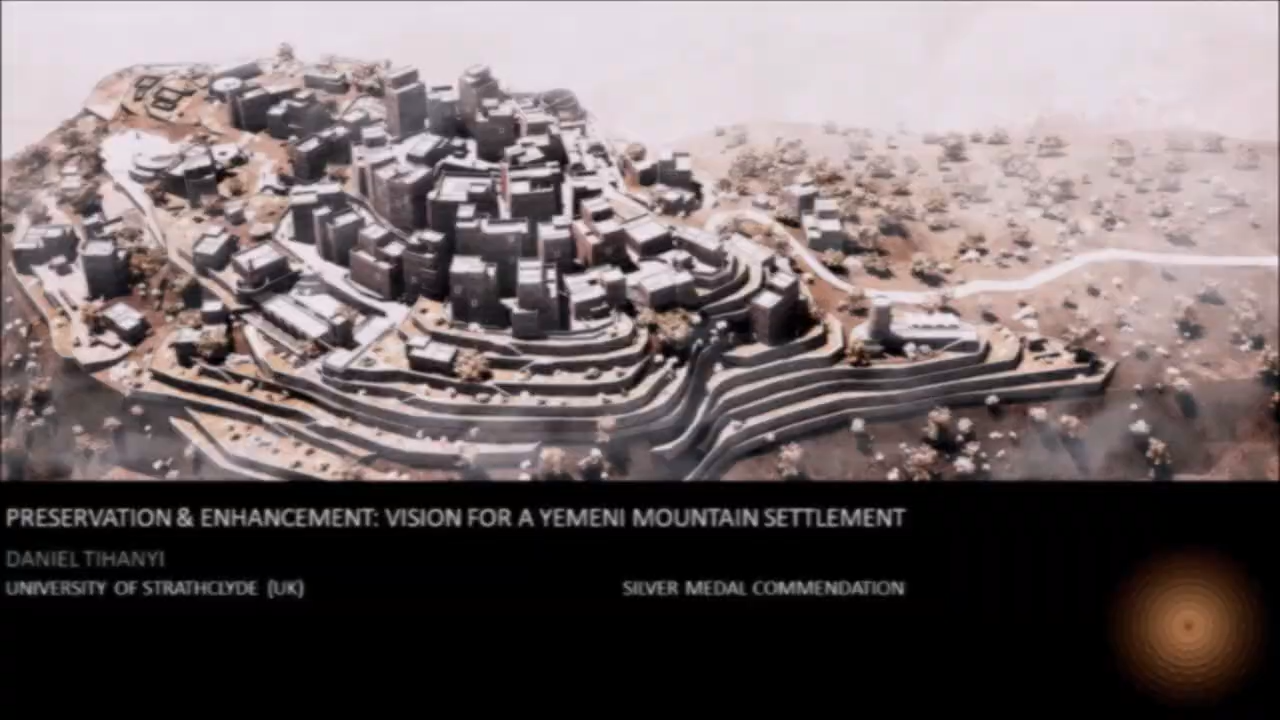 PRESERVATION & ENHANCEMENT: VISION FOR A YEMENI MOUNTAIN SETTLEMENT
DANIEL TIHANYI
UNIVERSITY OF STRATHCLYDE (UK) SILVER MEDAL COMMENDATION